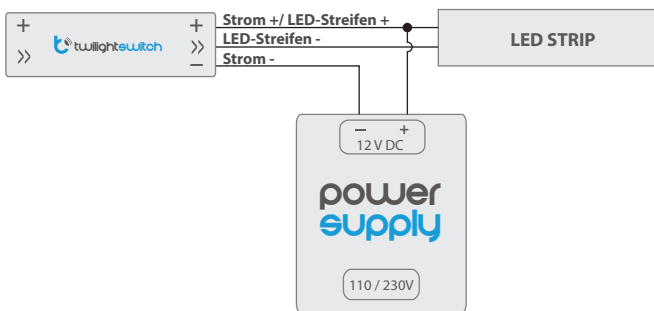 + +
Strom +/ LED-Streifen +
twilightswitch
LED-Streifen -
LED STRIP
Strom -
− +
12 V DC
power
supply
110 / 230V